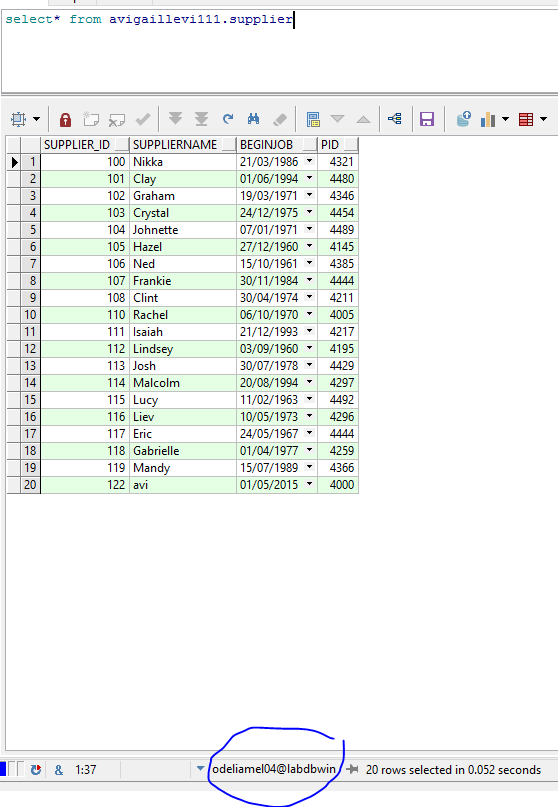 select* from avigaillevi111.supplier
SUPPLIER_ID SUPPLIERNAME BEGINJOB PID
1 100 Nikka 21/03/1986 4321
2 101 Clay 01/06/1994 4480
3 102 Graham 19/03/1971 4346
4 103 Crystal 24/12/1975 4454
5 104 Johnette 07/01/1971 4489
6 105 Hazel 27/12/1960 4145
7 106 Ned 15/10/1961 4385
8 107 Frankie 30/11/1984 4444
9 108 Clint 30/04/1974 4211
10 110 Rachel 06/10/1970 4005
11 111 Isaiah 21/12/1993 4217
12 112 Lindsey 03/09/1960 4195
13 113 Josh 30/07/1978 4429
14 114 Malcolm 20/08/1994 4297
15 115 Lucy 11/02/1963 4492
16 116 Liev 10/05/1973 4296
17 117 Eric 24/05/1967 4444
18 118 Gabrielle 01/04/1977 4259
19 119 Mandy 15/07/1989 4366
20 122 avi 01/05/2015 4000
& 1:37 odeliamel04@labdbwin 20 rows selected in 0.052 seconds